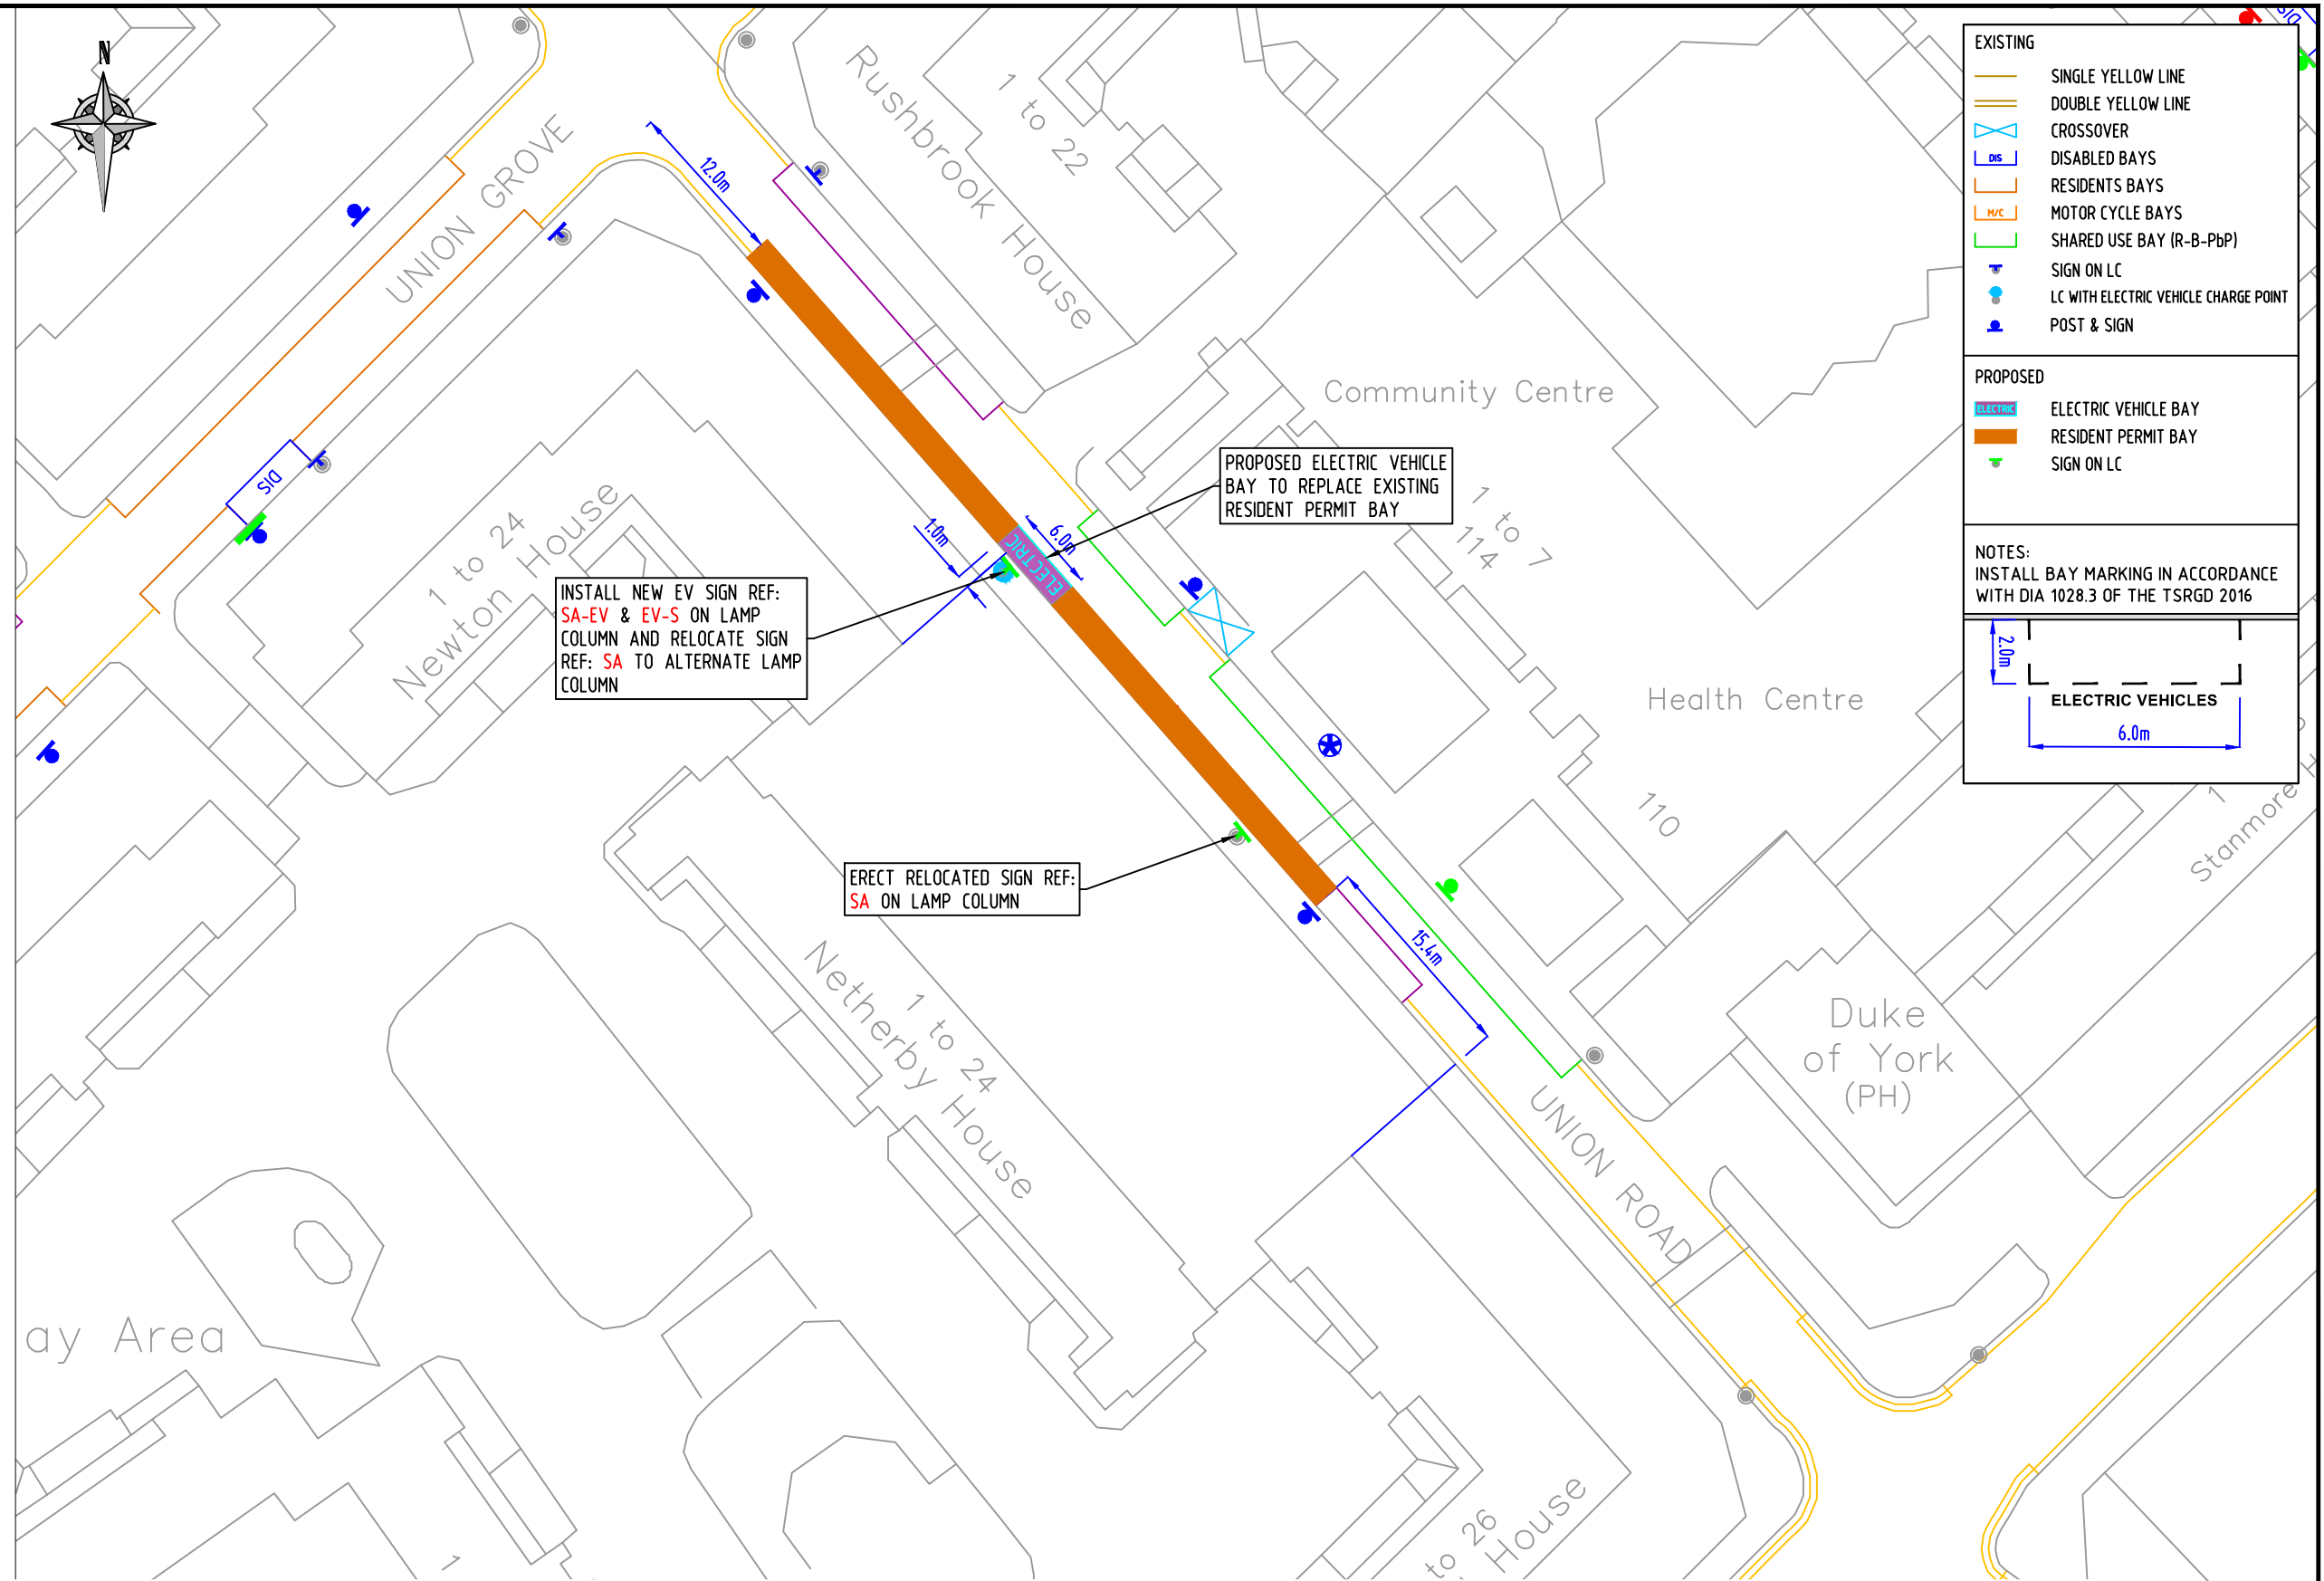 N
UNION GROVE
12.0m
Rushbrook House
1 to 22
DIS
1 to 24
Newton House
Community Centre
1 to 7
114
PROPOSED ELECTRIC VEHICLE
BAY TO REPLACE EXISTING
RESIDENT PERMIT BAY
1.0m
6.0m
ELECTRIC
INSTALL NEW EV SIGN REF:
SA-EV & EV-S ON LAMP
COLUMN AND RELOCATE SIGN
REF: SA TO ALTERNATE LAMP
COLUMN
Health Centre
110
ERECT RELOCATED SIGN REF:
SA ON LAMP COLUMN
15.4m
1 to 24
Netherby House
Duke
of York
(PH)
UNION ROAD
1
Stanmore
ay Area
1
to 26
House
DIS
EXISTING
SINGLE YELLOW LINE
DOUBLE YELLOW LINE
CROSSOVER
DIS DISABLED BAYS
RESIDENTS BAYS
M/C MOTOR CYCLE BAYS
SHARED USE BAY (R-B-PbP)
SIGN ON LC
LC WITH ELECTRIC VEHICLE CHARGE POINT
POST & SIGN
PROPOSED
ELECTRIC ELECTRIC VEHICLE BAY
RESIDENT PERMIT BAY
SIGN ON LC
NOTES:
INSTALL BAY MARKING IN ACCORDANCE
WITH DIA 1028.3 OF THE TSRGD 2016
2.0m
ELECTRIC VEHICLES
6.0m